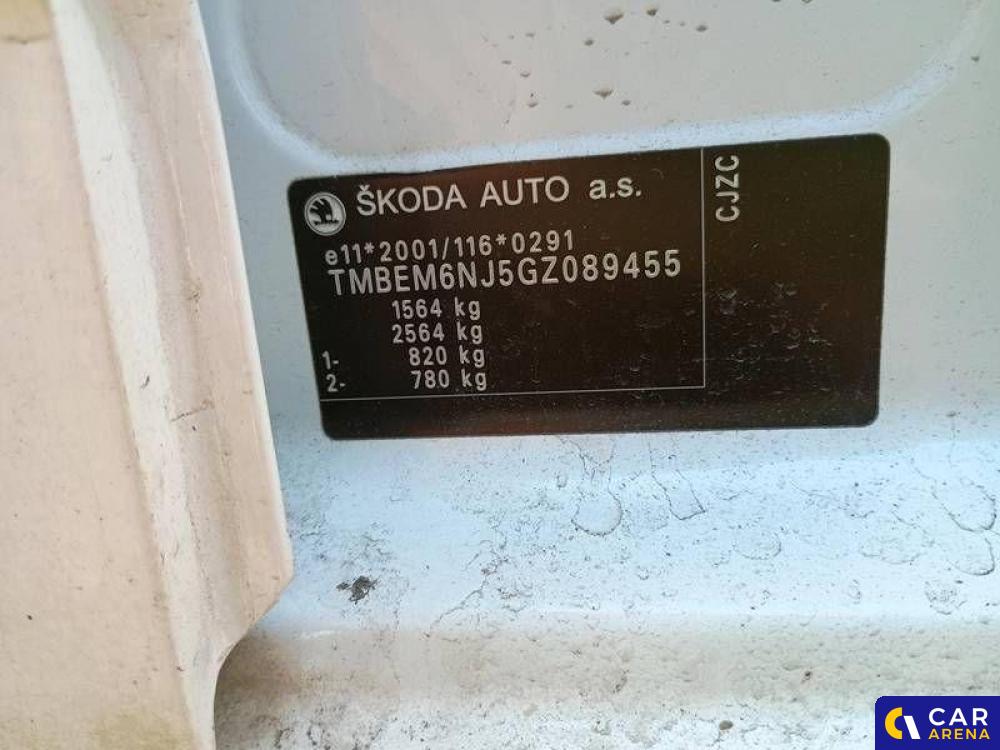 ŠKODA AUTO a.s.
CJZC
e11*2001/116*0291
TMBEM6NJ5GZ089455
1564 kg
2564 kg
1- 820 kg
2- 780 kg
CAR
ARENA